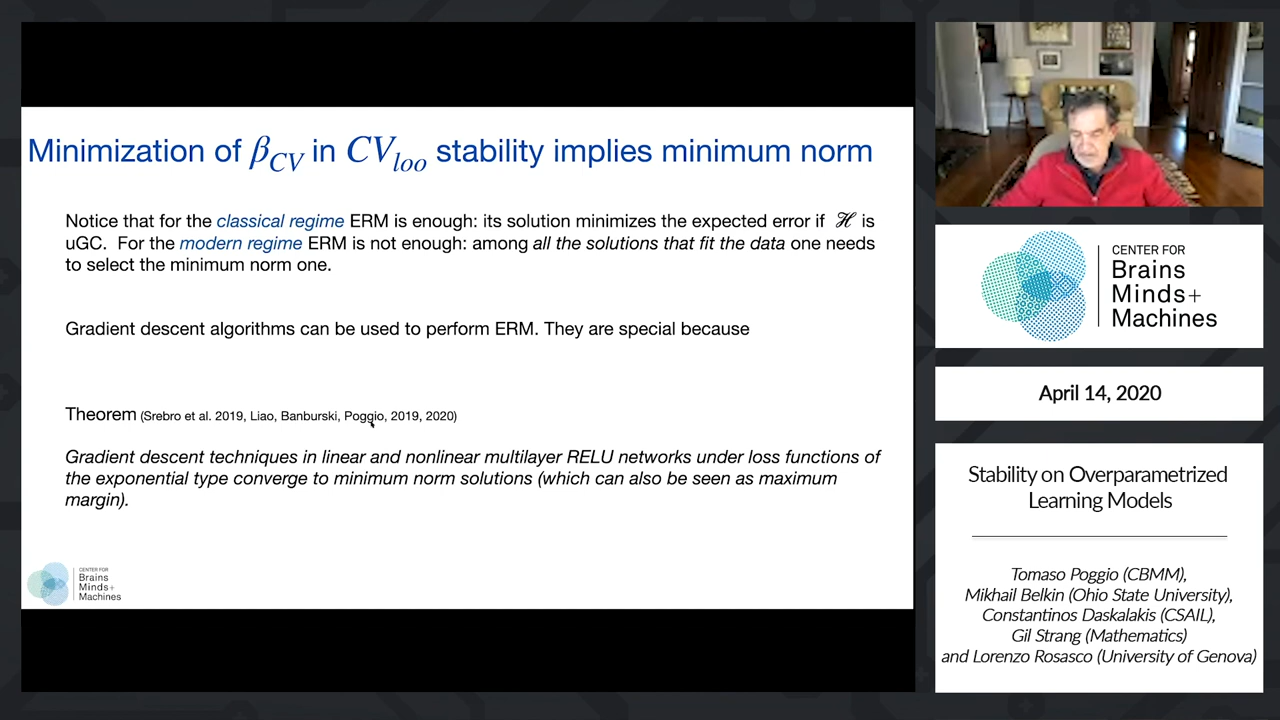 Minimization of β_CV in CV_loo stability implies minimum norm
Notice that for the classical regime ERM is enough: its solution minimizes the expected error if ℋ is
uGC. For the modern regime ERM is not enough: among all the solutions that fit the data one needs
to select the minimum norm one.
Gradient descent algorithms can be used to perform ERM. They are special because
Theorem (Srebro et al. 2019, Liao, Banburski, Poggio, 2019, 2020)
Gradient descent techniques in linear and nonlinear multilayer RELU networks under loss functions of
the exponential type converge to minimum norm solutions (which can also be seen as maximum
margin).
CENTER FOR
Brains
Minds+
Machines
CENTER FOR
Brains
Minds+
Machines
April 14, 2020
Stability on Overparametrized
Learning Models
Tomaso Poggio (CBMM),
Mikhail Belkin (Ohio State University),
Constantinos Daskalakis (CSAIL),
Gil Strang (Mathematics)
and Lorenzo Rosasco (University of Genova)